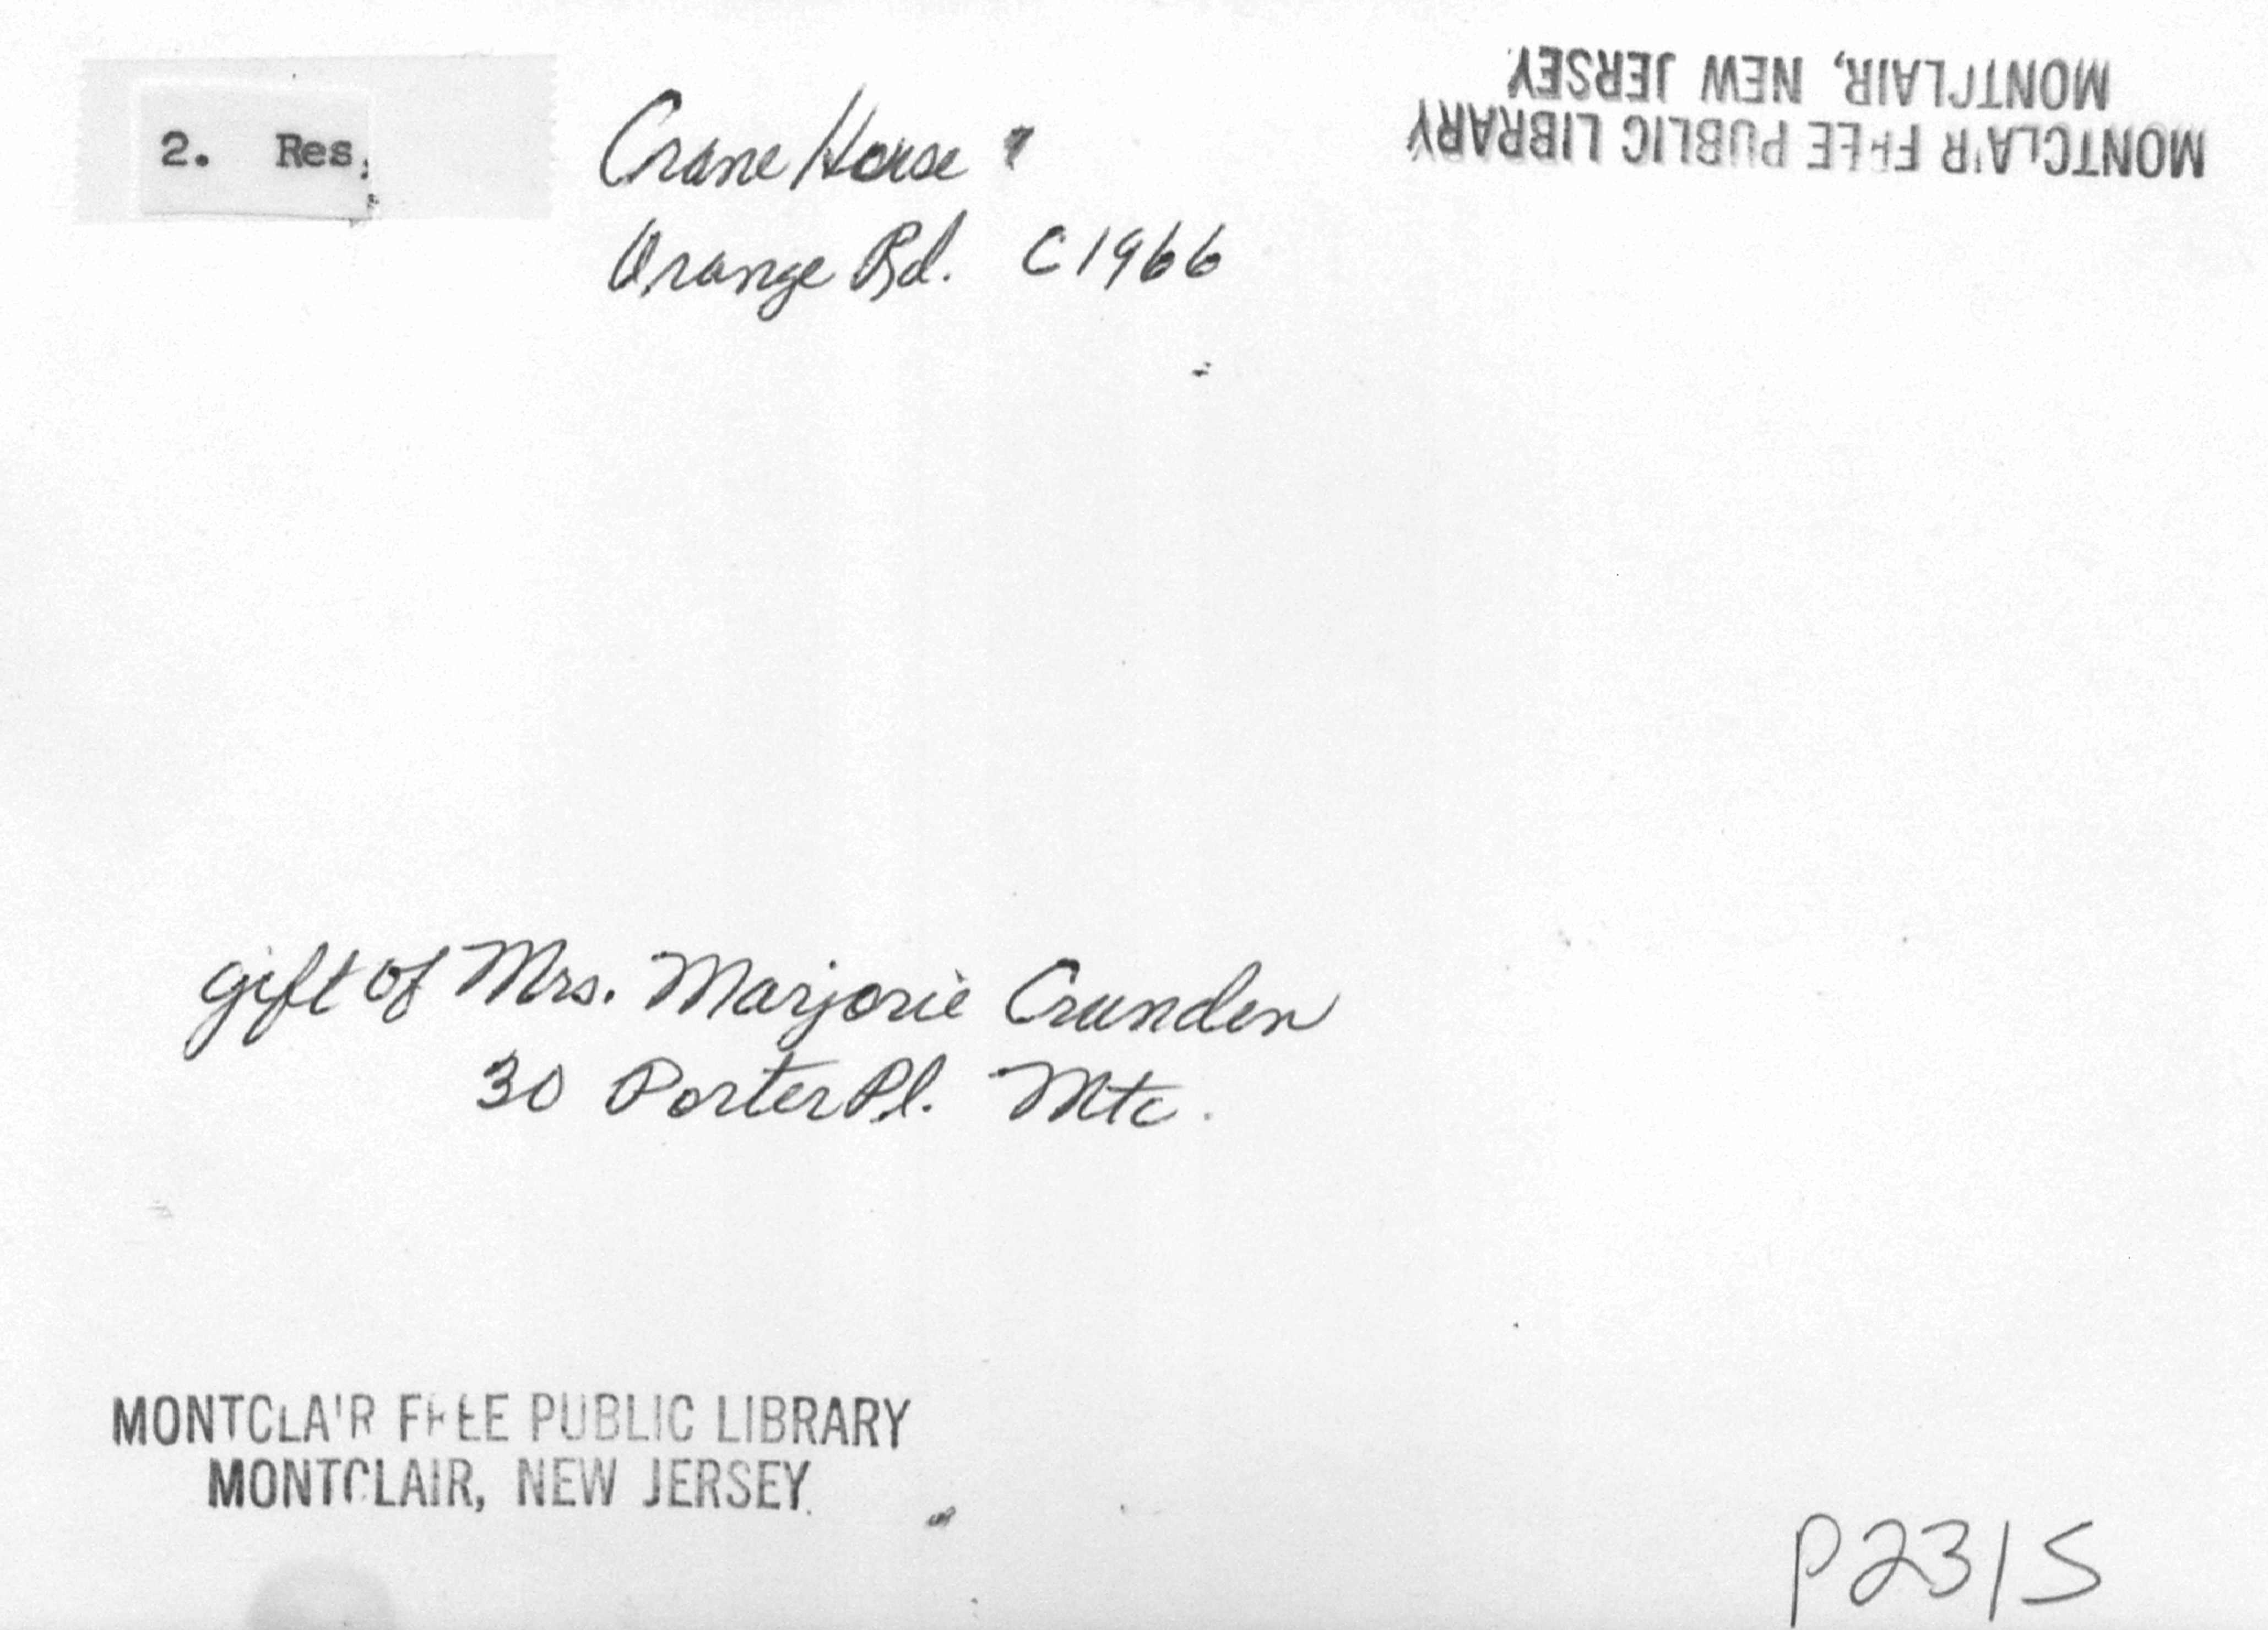 2. Res.
Crane House
Orange Rd. C1966
MONTCLAIR FREE PUBLIC LIBRARY
MONTCLAIR, NEW JERSEY
gift of Mrs. Marjorie Crunden
30 Porter Pl. Mtc.
MONTCLAIR FREE PUBLIC LIBRARY
MONTCLAIR, NEW JERSEY
P2315